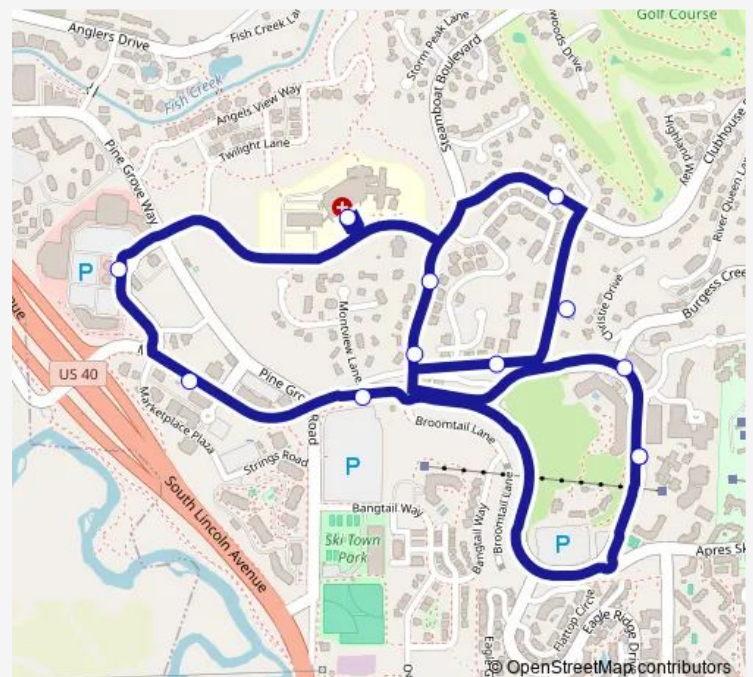 Golf Course
Anglers Drive
Fish Creek
Fish Creek
Angels View Way
Twilight Lane
Pine Grove Way
Storm Peak Lane
Steamboat Boulevard
Highland Way
Clubhouse
River Queen
Christie Drive
Burgess Cree
P
US 40
Montview Lane
Pine Gro
Marketplace Plaza
Strings Road
Road
P
Broomtail Lane
Broomtail Lane
Bangtail Way
Bangtail Way
South Lincoln Avenue
Ski Town
Park
P
Apres Sk
Flattop Circle
Eagle Ridge Drive
© OpenStreetMap contributors